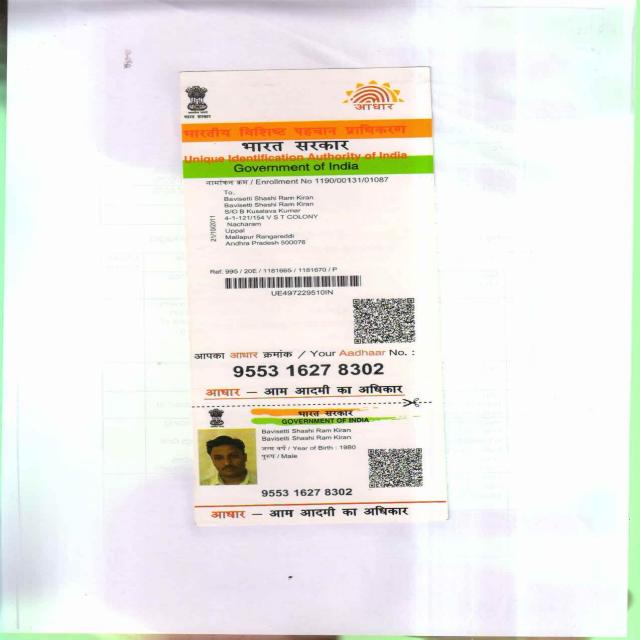 आधार
भारत सरकार
भारतीय विशिष्ट पहचान प्राधिकरण
भारत सरकार
Unique Identification Authority of India
Government of India
नामांकन क्रम / Enrollment No 1190/00131/01087
To,
Bavisetti Shashi Ram Kiran
Bavisetti Shashi Ram Kiran
S/O B Kusalava Kumar
4-1-121/154 V S T COLONY
Nacharam
Uppal
Mallapur Rangareddi
Andhra Pradesh 500076
21/10/2011
Ref: 995 / 20E / 1181665 / 1181670 / P
UE497229510IN
आपका आधार क्रमांक / Your Aadhaar No. :
9553 1627 8302
आधार — आम आदमी का अधिकार
भारत सरकार
GOVERNMENT OF INDIA
Bavisetti Shashi Ram Kiran
Bavisetti Shashi Ram Kiran
जन्म वर्ष / Year of Birth : 1980
पुरुष / Male
9553 1627 8302
आधार — आम आदमी का अधिकार